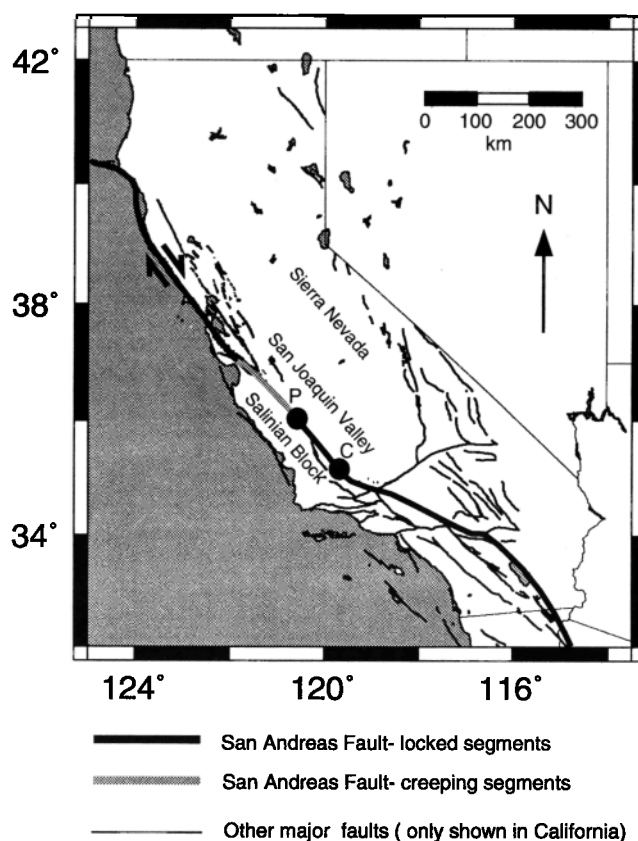 42°
0 100 200 300
km
N
38°
Sierra Nevada
San Joaquin Valley
P
Salinian Block
C
34°
124° 120° 116°
San Andreas Fault- locked segments
San Andreas Fault- creeping segments
Other major faults ( only shown in California)